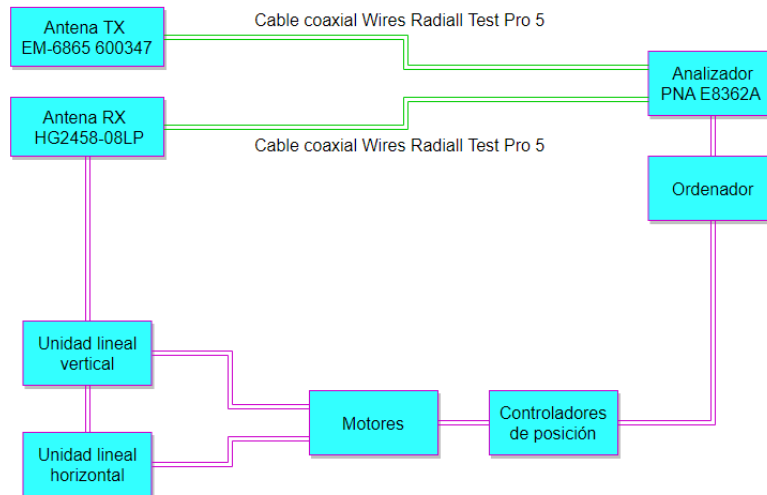 Antena TX
EM-6865 600347
Cable coaxial Wires Radiall Test Pro 5
Analizador
PNA E8362A
Antena RX
HG2458-08LP
Cable coaxial Wires Radiall Test Pro 5
Ordenador
Unidad lineal
vertical
Motores
Controladores
de posición
Unidad lineal
horizontal